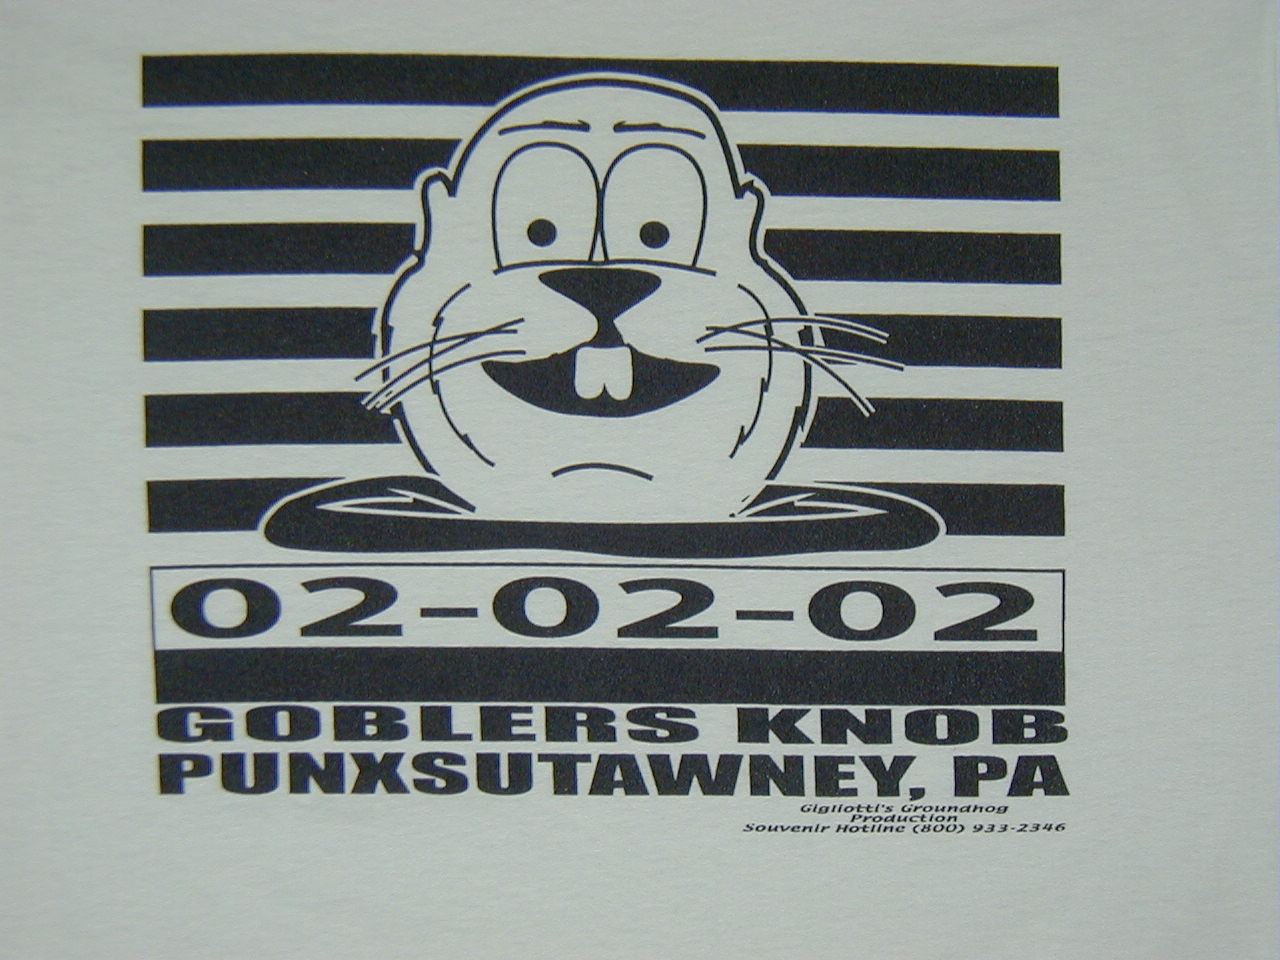 02-02-02
GOBLERS KNOB
PUNXSUTAWNEY, PA
Gigliotti's Groundhog
Production
Souvenir Hotline (800) 933-2346